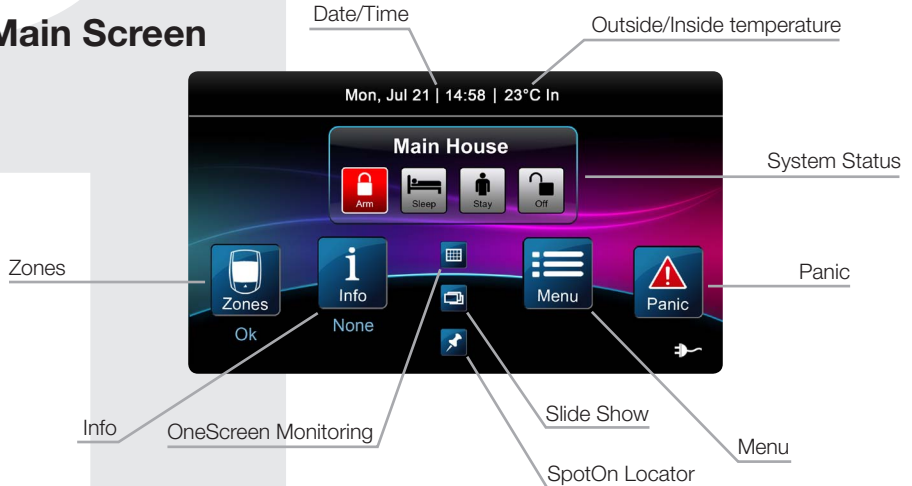 Date/Time
Main Screen
Outside/Inside temperature
Mon, Jul 21 | 14:58 | 23°C In
Main House
System Status
Arm
Sleep
Stay
Off
Zones
Panic
Zones
Info
Menu
Panic
Ok
None
Info
OneScreen Monitoring
Slide Show
Menu
SpotOn Locator